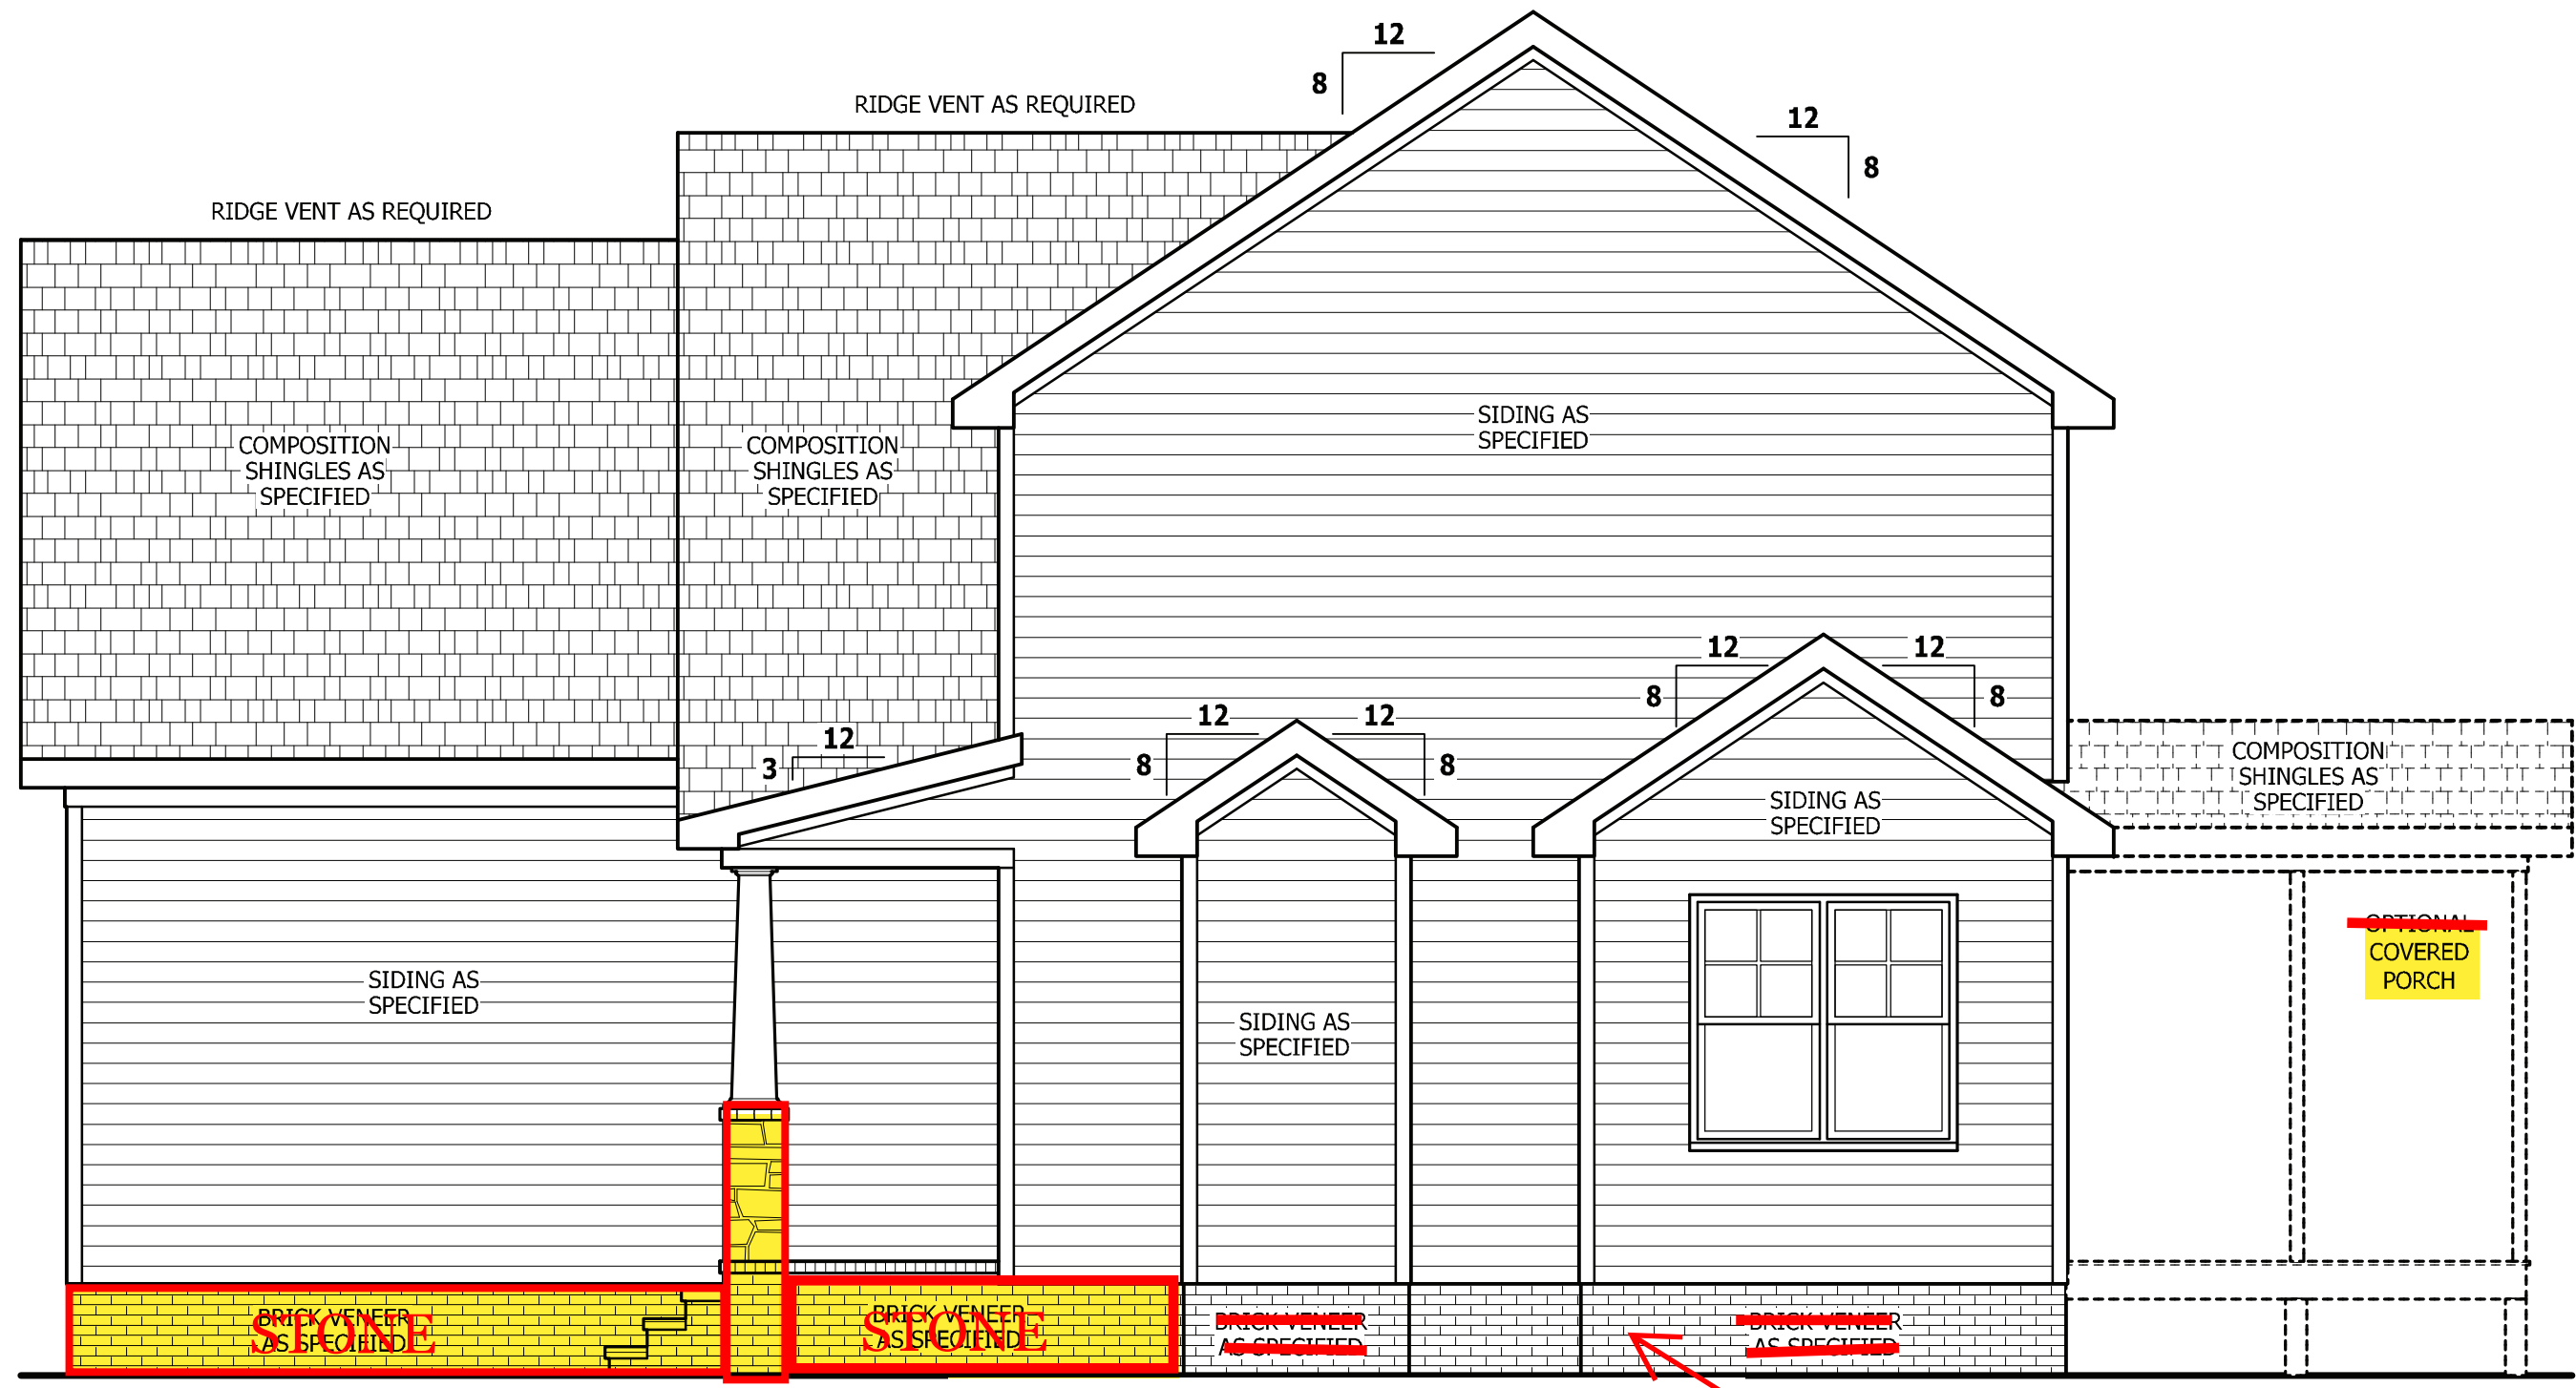 12
8
RIDGE VENT AS REQUIRED
12
8
RIDGE VENT AS REQUIRED
SIDING AS
SPECIFIED
COMPOSITION
SHINGLES AS
SPECIFIED
COMPOSITION
SHINGLES AS
SPECIFIED
12
8
12
8
12
3
12
8
12
8
COMPOSITION
SHINGLES AS
SPECIFIED
SIDING AS
SPECIFIED
OPTIONAL
COVERED
PORCH
SIDING AS
SPECIFIED
SIDING AS
SPECIFIED
BRICK VENEER
AS SPECIFIED
STONE
BRICK VENEER
AS SPECIFIED
STONE
BRICK VENEER
AS SPECIFIED
BRICK VENEER
AS SPECIFIED